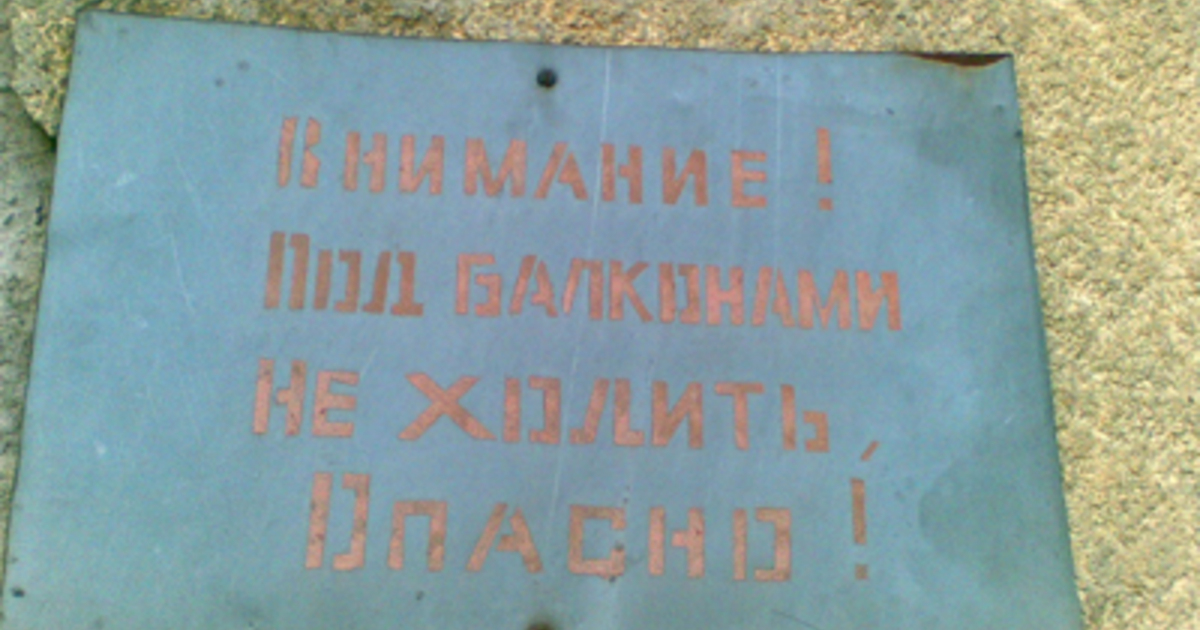 Внимание!
Под балконами
не ходить,
Опасно!